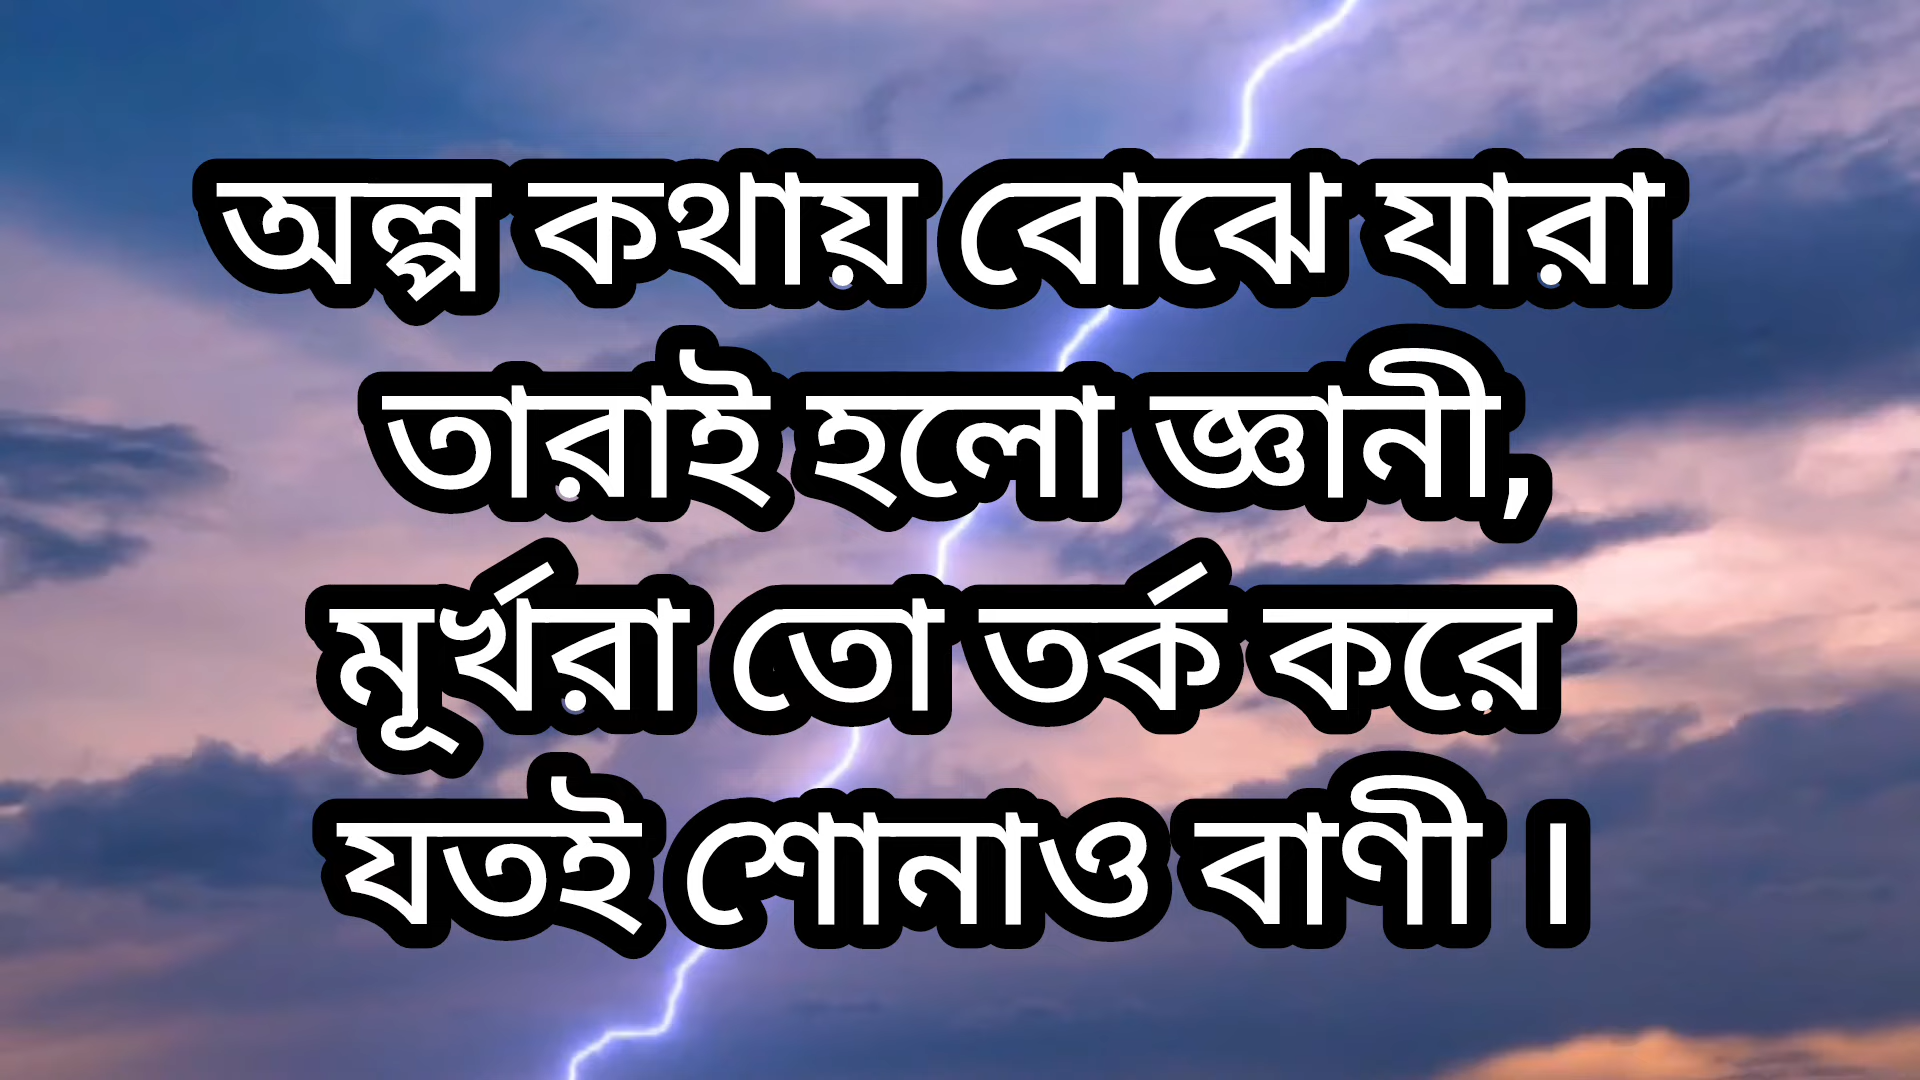 অল্প কথায় বোঝে যারা
তারাই হলো জ্ঞানী,
মূর্খরা তো তর্ক করে
যতই শোনাও বাণী ।